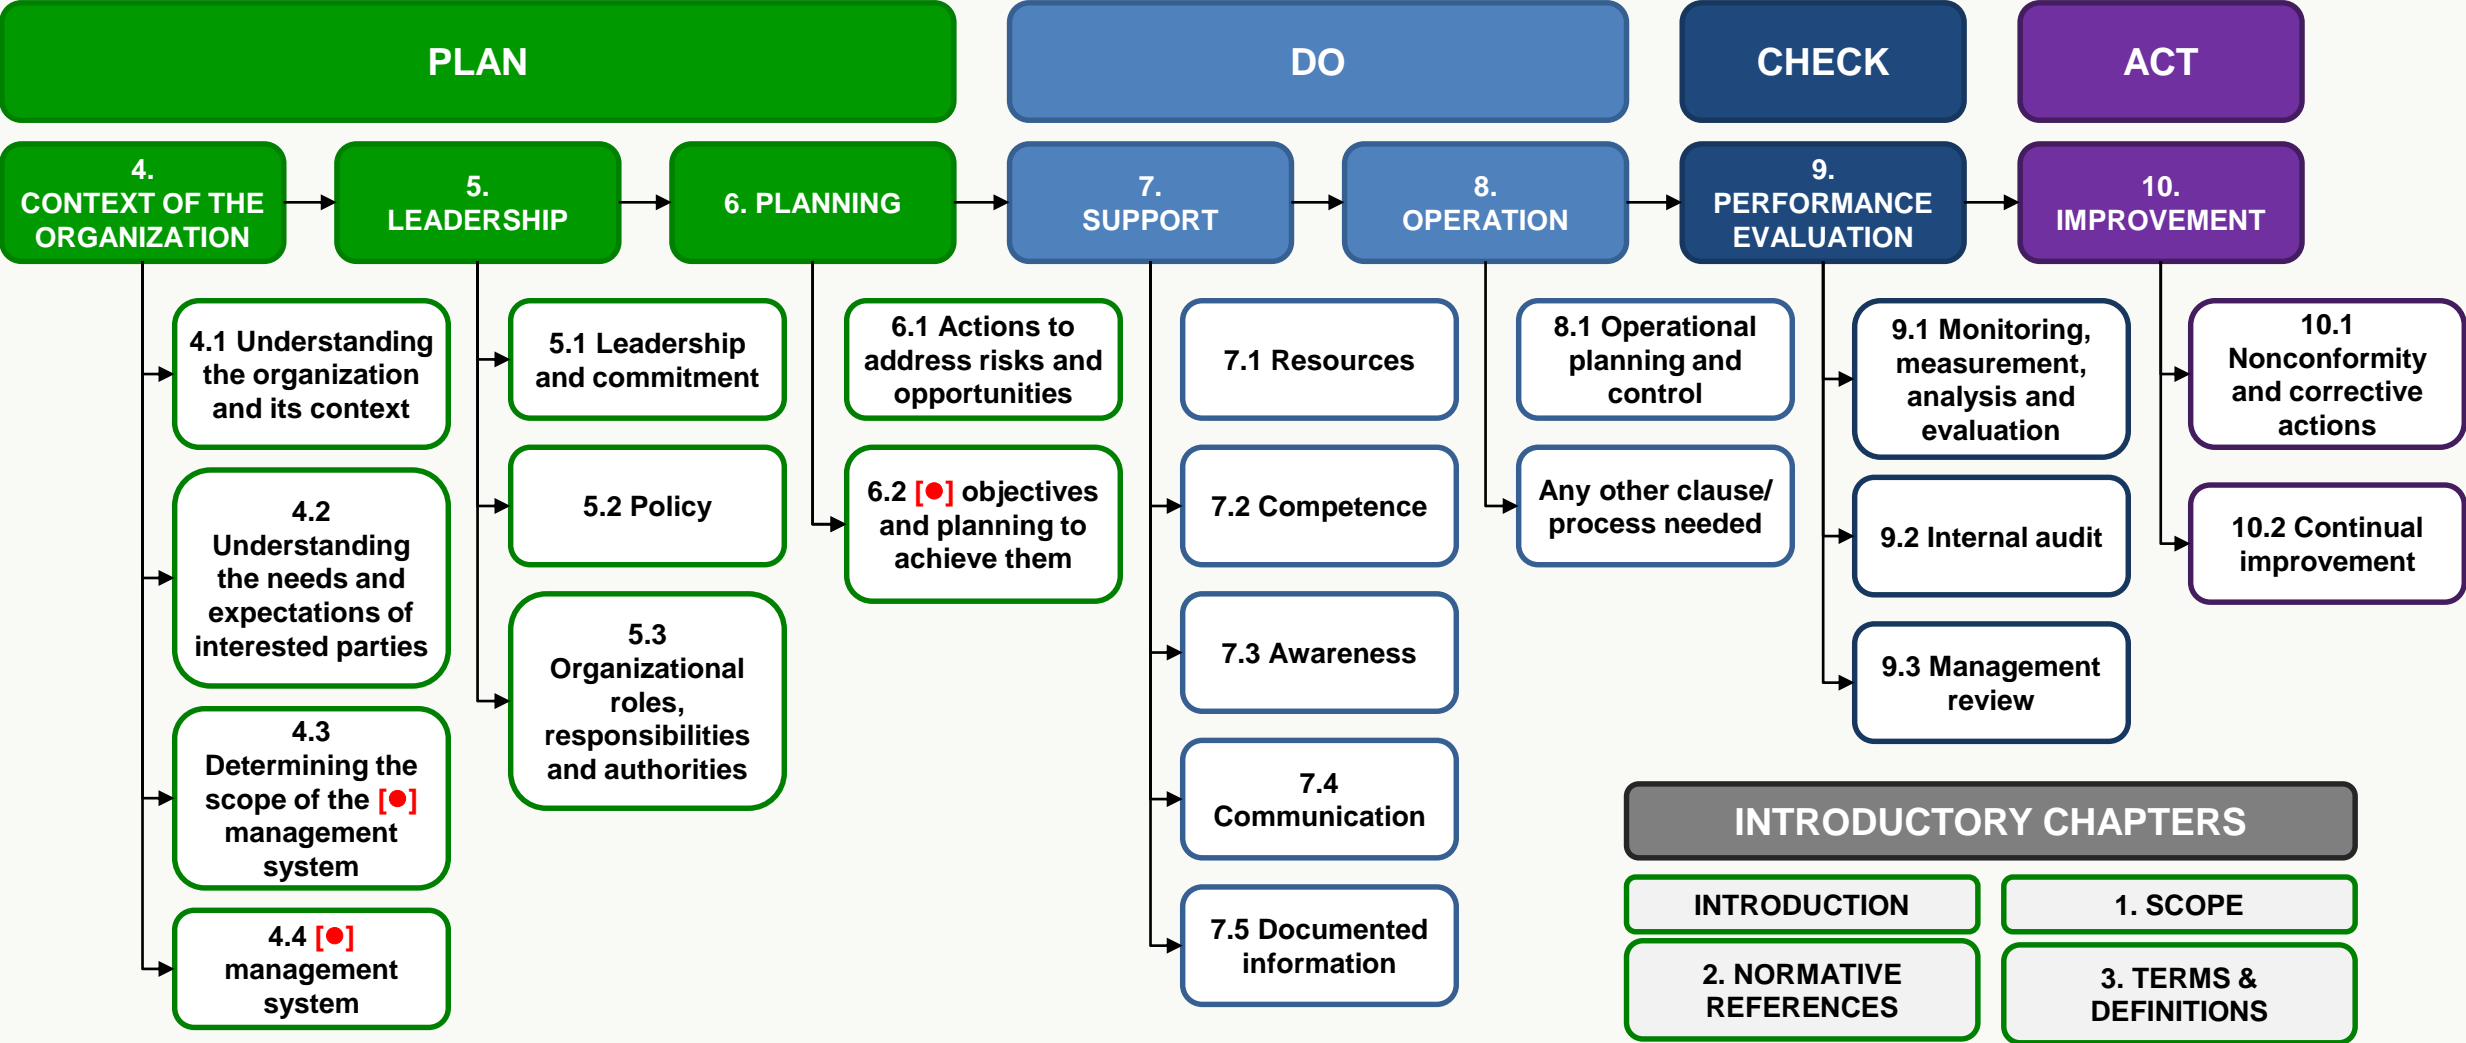 PLAN
DO
CHECK
ACT
4.
CONTEXT OF THE
ORGANIZATION
5.
LEADERSHIP
6. PLANNING
7.
SUPPORT
8.
OPERATION
9.
PERFORMANCE
EVALUATION
10.
IMPROVEMENT
4.1 Understanding
the organization
and its context
4.2
Understanding
the needs and
expectations of
interested parties
4.3
Determining the
scope of the [●]
management
system
4.4 [●]
management
system
5.1 Leadership
and commitment
5.2 Policy
5.3
Organizational
roles,
responsibilities
and authorities
6.1 Actions to
address risks and
opportunities
6.2 [●] objectives
and planning to
achieve them
7.1 Resources
7.2 Competence
7.3 Awareness
7.4
Communication
7.5 Documented
information
8.1 Operational
planning and
control
Any other clause/
process needed
9.1 Monitoring,
measurement,
analysis and
evaluation
9.2 Internal audit
9.3 Management
review
10.1
Nonconformity
and corrective
actions
10.2 Continual
improvement
INTRODUCTORY CHAPTERS
INTRODUCTION
1. SCOPE
2. NORMATIVE
REFERENCES
3. TERMS &
DEFINITIONS